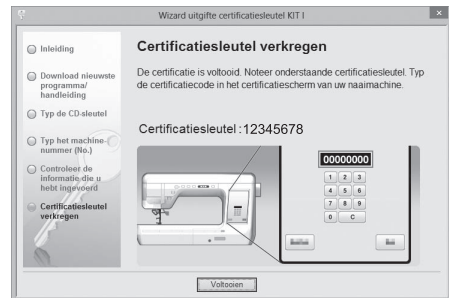 Wizard uitgifte certificatiesleutel KIT I
Inleiding
Download nieuwste
programma/
handleiding
Typ de CD-sleutel
Typ het machine-
nummer (No.)
Controleer de
informatie die u
hebt ingevoerd
Certificatiesleutel
verkregen
Certificatiesleutel verkregen
De certificatie is voltooid. Noteer onderstaande certificatiesleutel. Typ
de certificatiecode in het certificatiescherm van uw naaimachine.
Certificatiesleutel :12345678
00000000
1 2 3
4 5 6
7 8 9
0 C
Voltooien